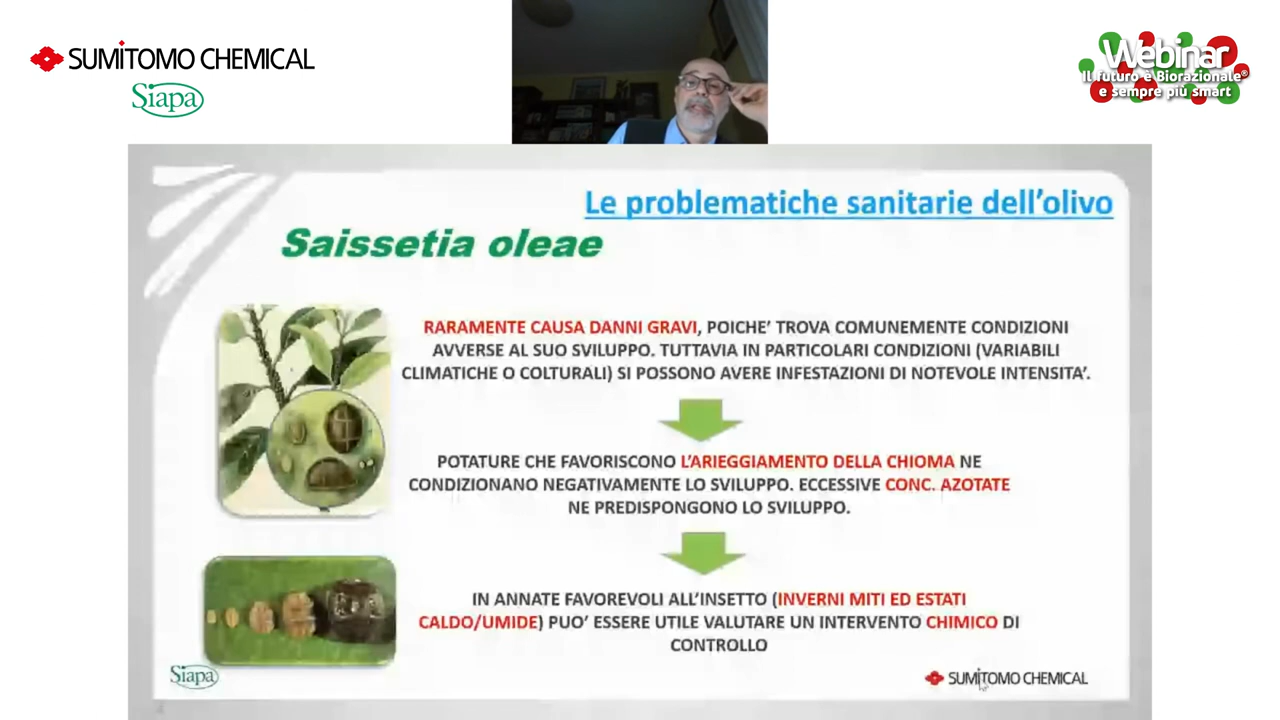 SUMITOMO CHEMICAL
Siapa
Webinar
Il futuro è Biorazionale®
e sempre più smart
Le problematiche sanitarie dell'olivo
Saissetia oleae
RARAMENTE CAUSA DANNI GRAVI, POICHE' TROVA COMUNEMENTE CONDIZIONI
AVVERSE AL SUO SVILUPPO. TUTTAVIA IN PARTICOLARI CONDIZIONI (VARIABILI
CLIMATICHE O COLTURALI) SI POSSONO AVERE INFESTAZIONI DI NOTEVOLE INTENSITA'.
POTATURE CHE FAVORISCONO L'ARIEGGIAMENTO DELLA CHIOMA NE
CONDIZIONANO NEGATIVAMENTE LO SVILUPPO. ECCESSIVE CONC. AZOTATE
NE PREDISPONGONO LO SVILUPPO.
IN ANNATE FAVOREVOLI ALL'INSETTO (INVERNI MITI ED ESTATI
CALDO/UMIDE) PUO' ESSERE UTILE VALUTARE UN INTERVENTO CHIMICO DI
CONTROLLO
Siapa
SUMITOMO CHEMICAL